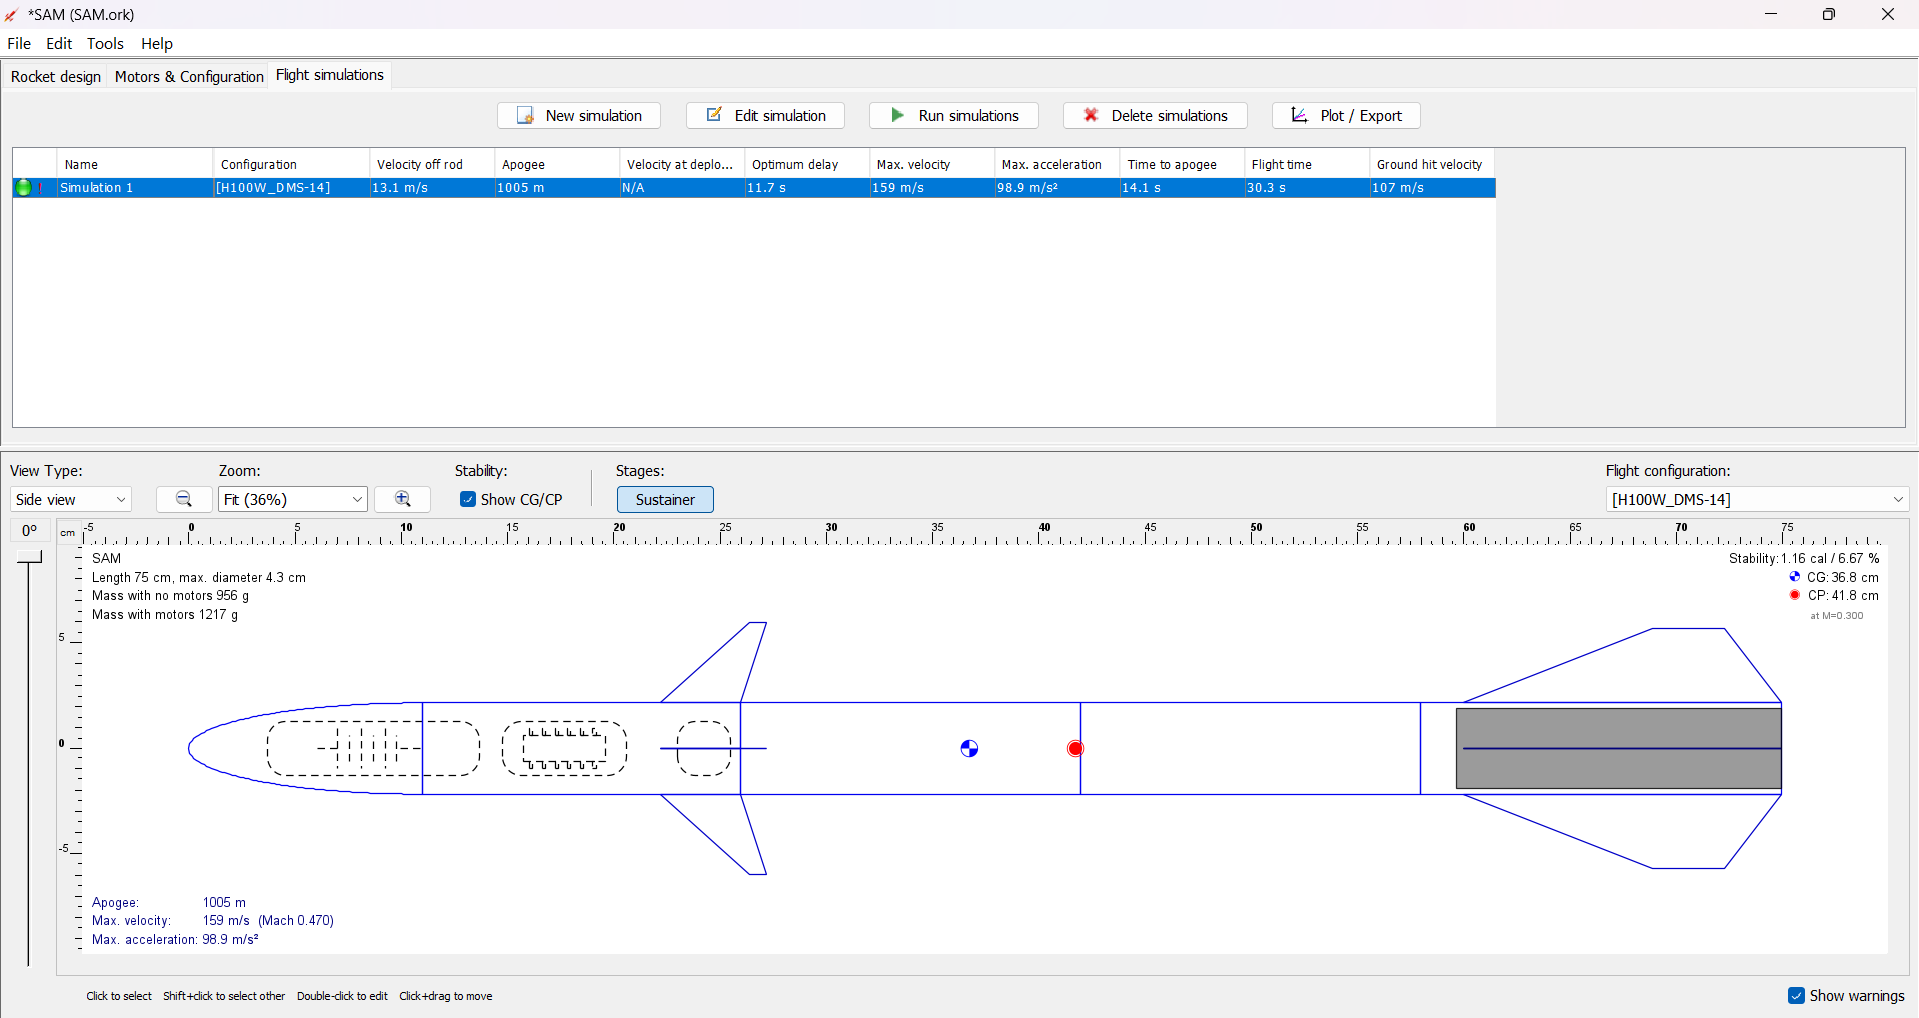 *SAM (SAM.ork)
File Edit Tools Help
Rocket design Motors & Configuration Flight simulations
New simulation Edit simulation Run simulations Delete simulations Plot / Export
Name Configuration Velocity off rod Apogee Velocity at deplo... Optimum delay Max. velocity Max. acceleration Time to apogee Flight time Ground hit velocity
Simulation 1 [H100W_DMS-14] 13.1 m/s 1005 m N/A 11.7 s 159 m/s 98.9 m/s² 14.1 s 30.3 s 107 m/s
View Type: Zoom: Stability: Stages: Flight configuration:
Side view Fit (36%) Show CG/CP Sustainer [H100W_DMS-14]
0° cm -5 0 5 10 15 20 25 30 35 40 45 50 55 60 65 70 75
SAM Stability: 1.16 cal / 6.67 %
Length 75 cm, max. diameter 4.3 cm CG: 36.8 cm
Mass with no motors 956 g CP: 41.8 cm
Mass with motors 1217 g at M=0.300
5
0
-5
Apogee: 1005 m
Max. velocity: 159 m/s (Mach 0.470)
Max. acceleration: 98.9 m/s²
Click to select Shift+click to select other Double-click to edit Click+drag to move Show warnings